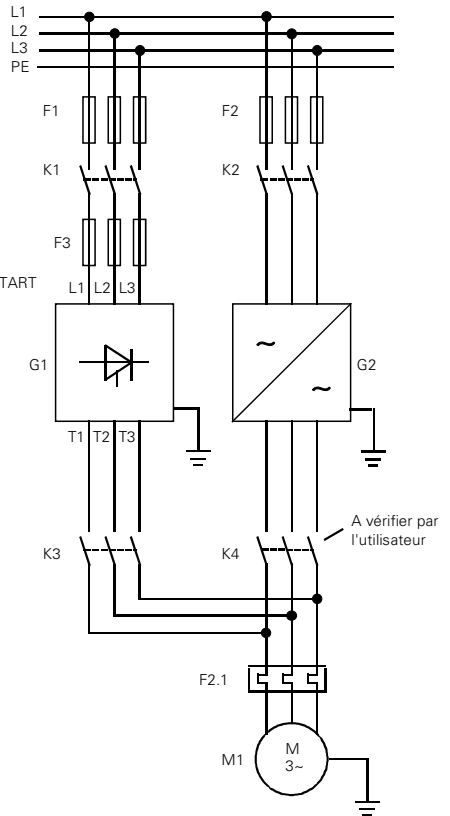 L1
L2
L3
PE
F1
F2
K1
K2
F3
TART
L1 L2 L3
G1
~
~
G2
T1 T2 T3
A vérifier par
l'utilisateur
K3
K4
F2.1
M1
M
3~